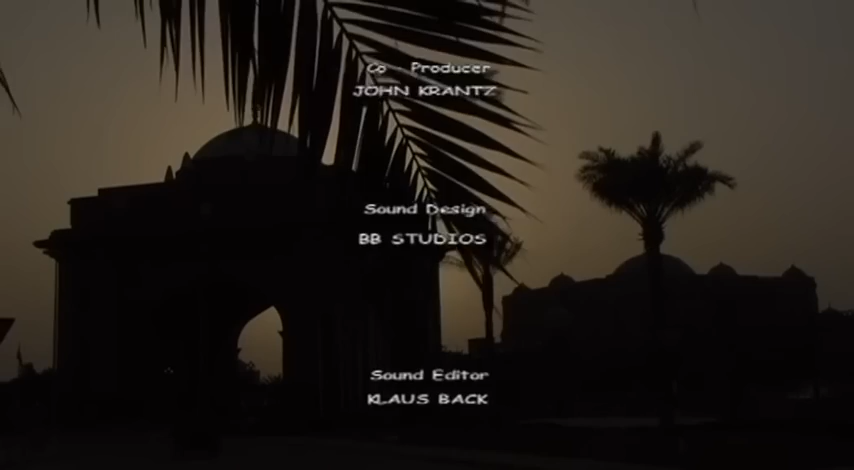 Co - Producer
JOHN KRANTZ
Sound Design
BB STUDIOS
Sound Editor
KLAUS BACK